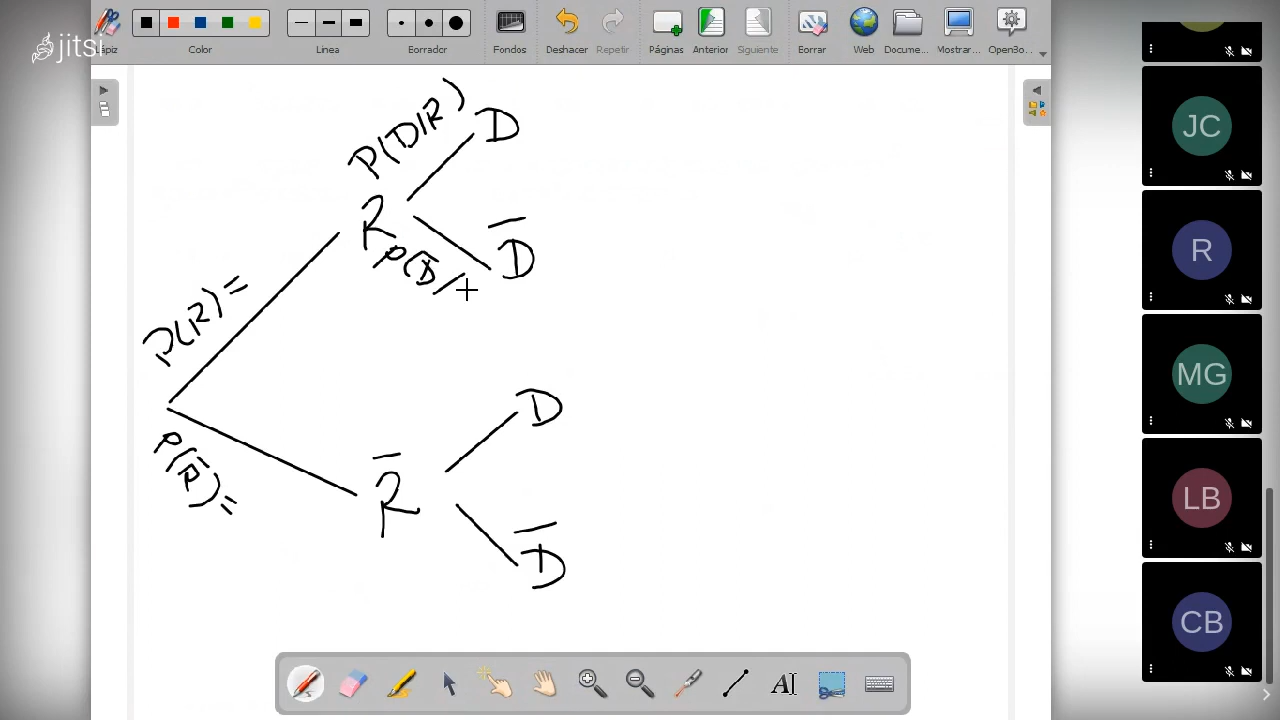 jitsi
Color
Línea
Borrador
Fondos
Deshacer
Repetir
Páginas
Anterior
Siguiente
Borrar
Web
Docume...
Mostrar...
OpenBo...
P(D/R)
D
R
D̅
P(D̅/
P(R)=
P(R̅)=
D
R̅
D̅
JC
R
MG
LB
CB